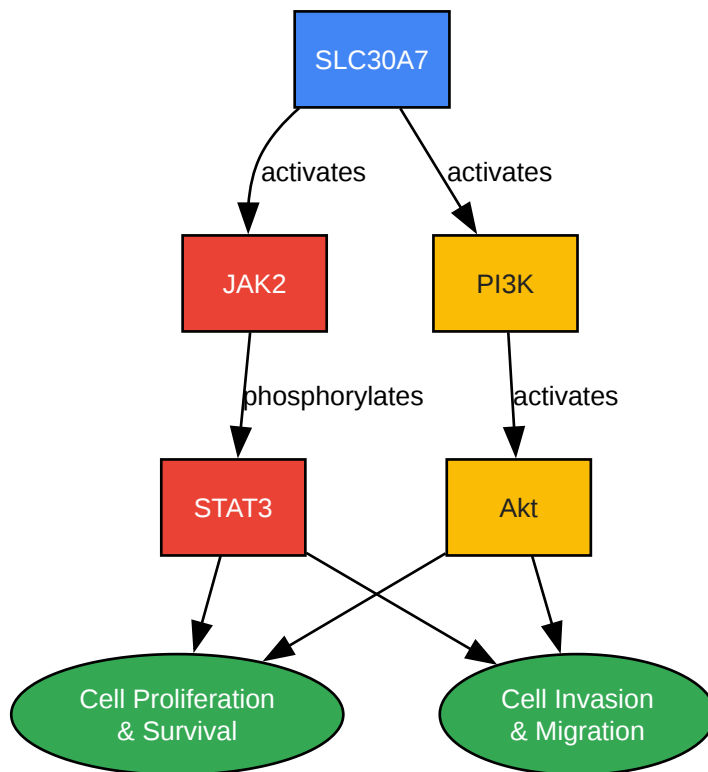 SLC30A7
activates
activates
JAK2
PI3K
phosphorylates
activates
STAT3
Akt
Cell Proliferation
& Survival
Cell Invasion
& Migration